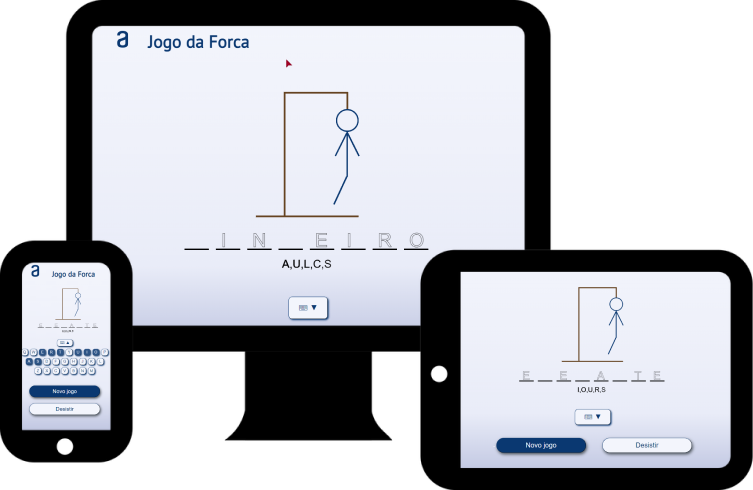 a Jogo da Forca
_ I N _ E I R O
A,U,L,C,S
a Jogo da Forca
Novo jogo
Desistir
E _ E _ A _ T E
I,O,U,R,S
Novo jogo
Desistir